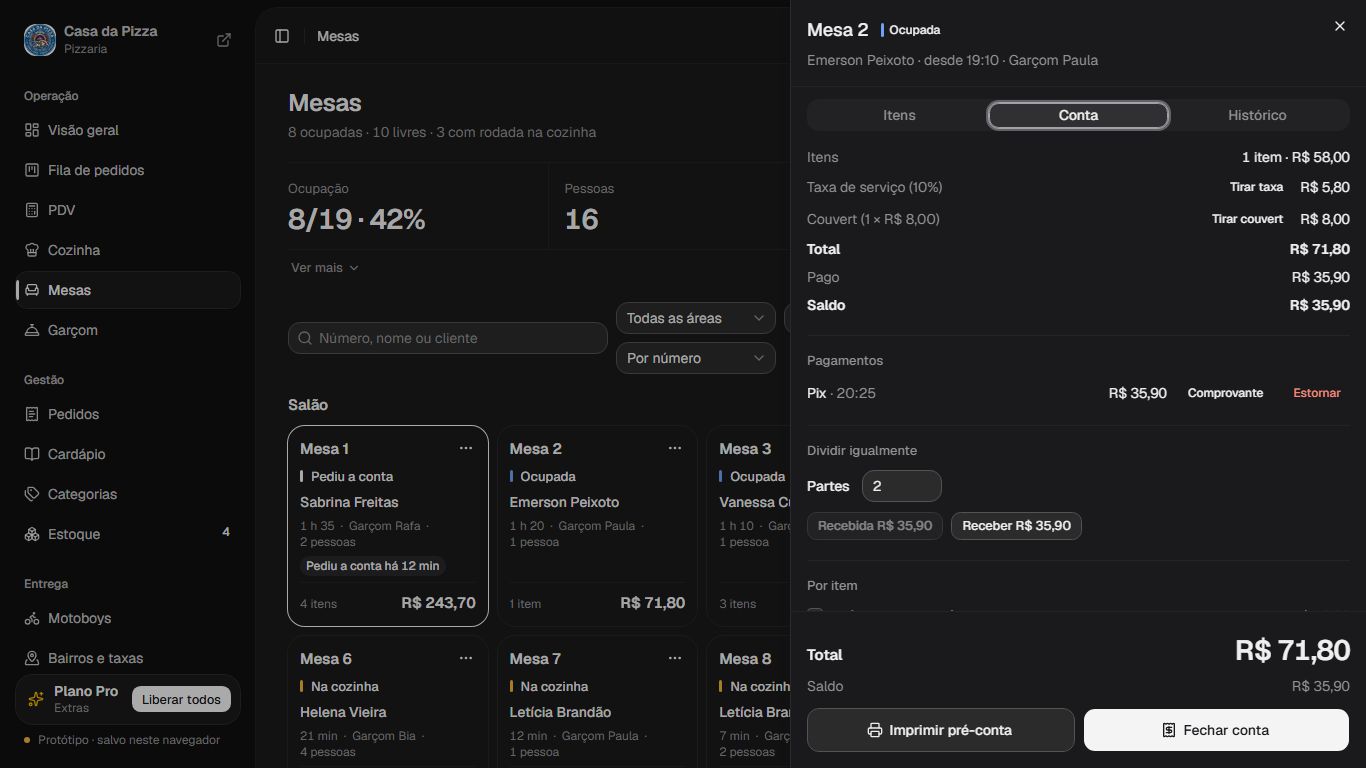 Casa da Pizza
Pizzaria
Operação
Visão geral
Fila de pedidos
PDV
Cozinha
Mesas
Garçom
Gestão
Pedidos
Cardápio
Categorias
Estoque 4
Entrega
Motoboys
Bairros e taxas
Plano Pro
Extras
Liberar todos
Protótipo · salvo neste navegador
Mesas
Mesas
8 ocupadas · 10 livres · 3 com rodada na cozinha
Ocupação
8/19 · 42%
Pessoas
16
Ver mais
Número, nome ou cliente
Todas as áreas
Por número
Salão
Mesa 1 ···
Pediu a conta
Sabrina Freitas
1 h 35 · Garçom Rafa ·
2 pessoas
Pediu a conta há 12 min
4 itens R$ 243,70
Mesa 2 ···
Ocupada
Emerson Peixoto
1 h 20 · Garçom Paula ·
1 pessoa
1 item R$ 71,80
Mesa 3
Ocupada
Vanessa
1 h 10 ·
1 pessoa
3 itens
Mesa 6 ···
Na cozinha
Helena Vieira
21 min · Garçom Bia ·
4 pessoas
Mesa 7 ···
Na cozinha
Letícia Brandão
12 min · Garçom Paula ·
1 pessoa
Mesa 8
Na cozinh
Letícia Bra
7 min ·
2 pessoas
Mesa 2 Ocupada
Emerson Peixoto · desde 19:10 · Garçom Paula
Itens Conta Histórico
Itens 1 item · R$ 58,00
Taxa de serviço (10%) Tirar taxa R$ 5,80
Couvert (1 × R$ 8,00) Tirar couvert R$ 8,00
Total R$ 71,80
Pago R$ 35,90
Saldo R$ 35,90
Pagamentos
Pix · 20:25 R$ 35,90 Comprovante Estornar
Dividir igualmente
Partes 2
Recebida R$ 35,90 Receber R$ 35,90
Por item
Total R$ 71,80
Saldo R$ 35,90
Imprimir pré-conta Fechar conta